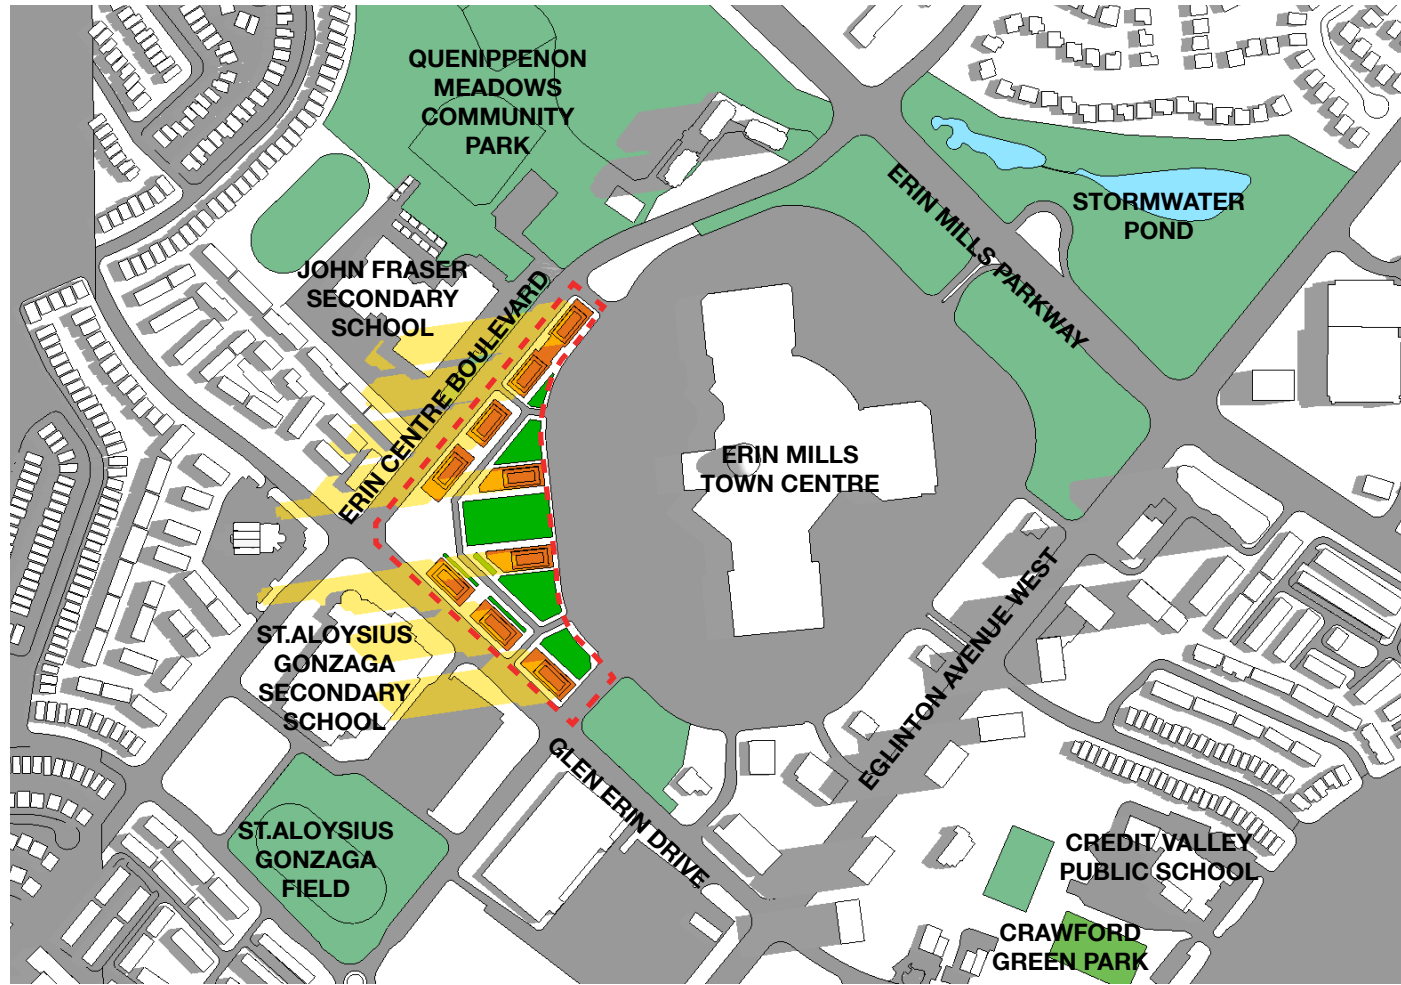 QUENIPPENON
MEADOWS
COMMUNITY
PARK
ERIN MILLS PARKWAY
STORMWATER
POND
JOHN FRASER
SECONDARY
SCHOOL
ERIN CENTRE BOULEVARD
ERIN MILLS
TOWN CENTRE
ST.ALOYSIUS
GONZAGA
SECONDARY
SCHOOL
EGLINTON AVENUE WEST
GLEN ERIN DRIVE
ST.ALOYSIUS
GONZAGA
FIELD
CREDIT VALLEY
PUBLIC SCHOOL
CRAWFORD
GREEN PARK